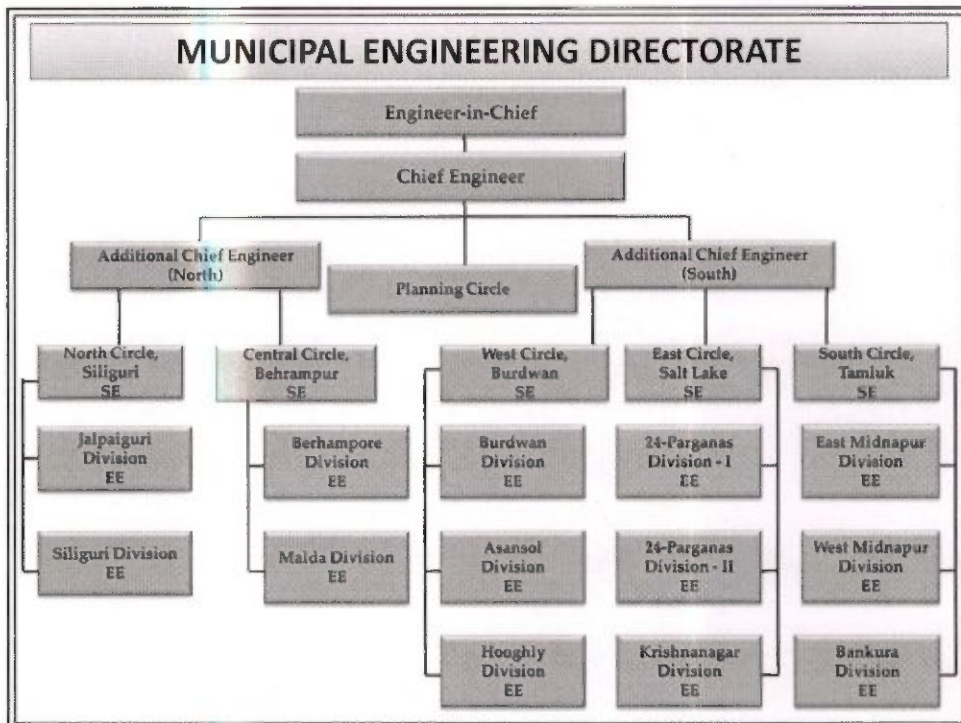 MUNICIPAL ENGINEERING DIRECTORATE
Engineer-in-Chief
Chief Engineer
Additional Chief Engineer
(North)
Planning Circle
Additional Chief Engineer
(South)
North Circle,
Siliguri
SE
Central Circle,
Behrampur
SE
West Circle,
Burdwan
SE
East Circle,
Salt Lake
SE
South Circle,
Tamluk
SE
Jalpaiguri
Division
EE
Berhampore
Division
EE
Burdwan
Division
EE
24-Parganas
Division - I
EE
East Midnapur
Division
EE
Siliguri Division
EE
Malda Division
EE
Asansol
Division
EE
24-Parganas
Division - II
EE
West Midnapur
Division
EE
Hooghly
Division
EE
Krishnanagar
Division
EE
Bankura
Division
EE